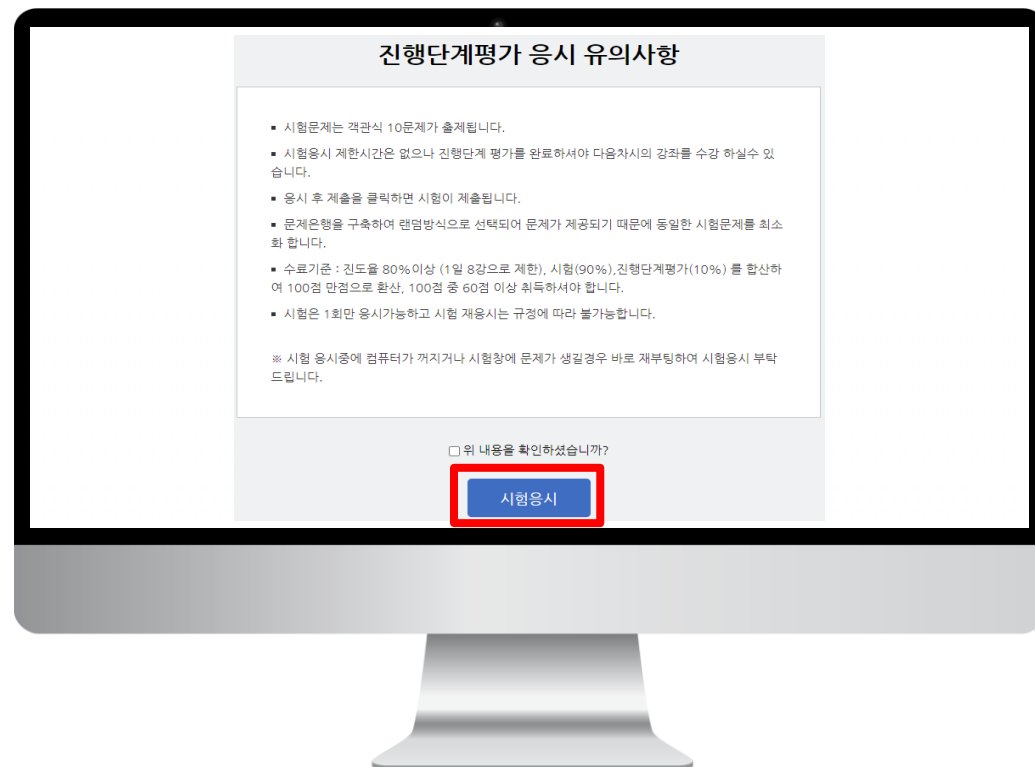 진행단계평가 응시 유의사항
▪ 시험문제는 객관식 10문제가 출제됩니다.
▪ 시험응시 제한시간은 없으나 진행단계 평가를 완료하셔야 다음차시의 강좌를 수강 하실수 있
습니다.
▪ 응시 후 제출을 클릭하면 시험이 제출됩니다.
▪ 문제은행을 구축하여 랜덤방식으로 선택되어 문제가 제공되기 때문에 동일한 시험문제를 최소
화 합니다.
▪ 수료기준 : 진도율 80%이상 (1일 8강으로 제한), 시험(90%),진행단계평가(10%) 를 합산하
여 100점 만점으로 환산, 100점 중 60점 이상 취득하셔야 합니다.
▪ 시험은 1회만 응시가능하고 시험 재응시는 규정에 따라 불가능합니다.
※ 시험 응시중에 컴퓨터가 꺼지거나 시험창에 문제가 생길경우 바로 재부팅하여 시험응시 부탁
드립니다.
위 내용을 확인하셨습니까?
시험응시